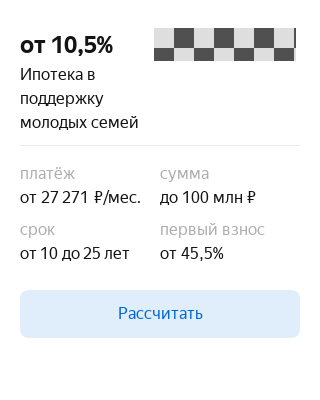 от 10,5%
Ипотека в
поддержку
молодых семей
платёж
сумма
от 27 271 ₽/мес.
до 100 млн ₽
срок
первый взнос
от 10 до 25 лет
от 45,5%
Рассчитать